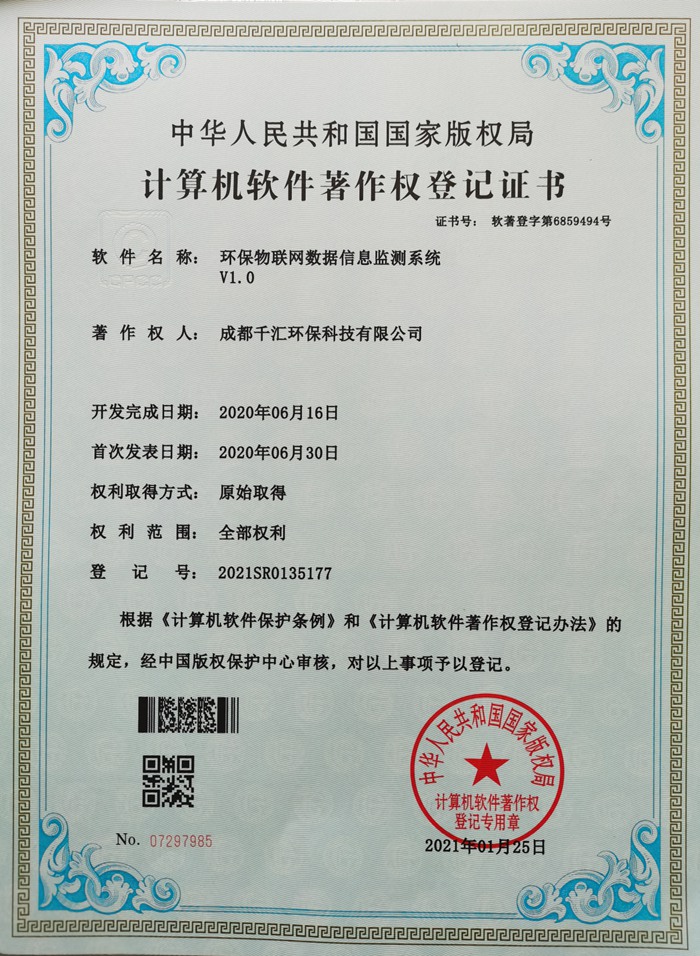 中华人民共和国国家版权局
计算机软件著作权登记证书
证书号： 软著登字第6859494号
软件名称： 环保物联网数据信息监测系统
V1.0
著作权人： 成都千汇环保科技有限公司
开发完成日期： 2020年06月16日
首次发表日期： 2020年06月30日
权利取得方式： 原始取得
权利范围： 全部权利
登记号： 2021SR0135177
根据《计算机软件保护条例》和《计算机软件著作权登记办法》的
规定，经中国版权保护中心审核，对以上事项予以登记。
中华人民共和国国家版权局
计算机软件著作权
登记专用章
No. 07297985
2021年01月25日
CPCC